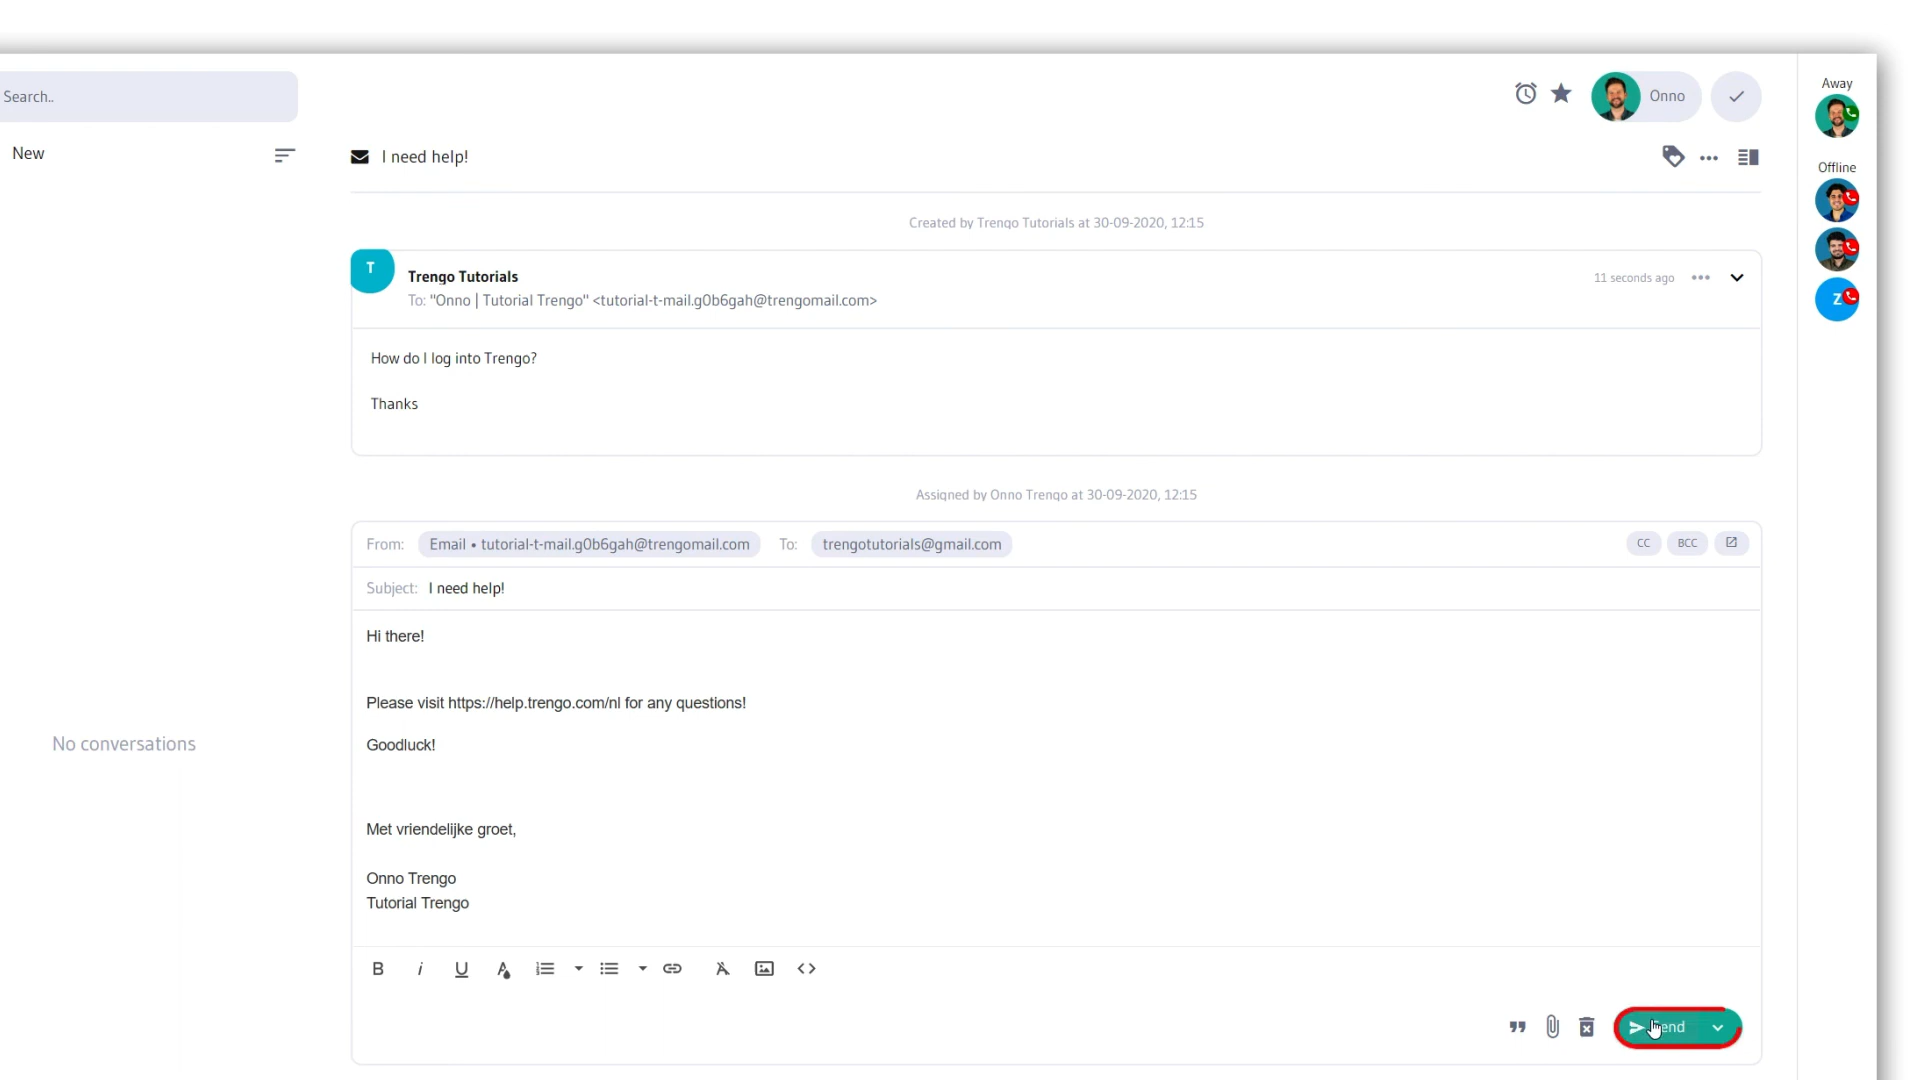 Search..
New
No conversations
Onno
I need help!
Created by Trengo Tutorials at 30-09-2020, 12:15
T
Trengo Tutorials
11 seconds ago
To: "Onno | Tutorial Trengo" <tutorial-t-mail.g0b6gah@trengomail.com>
How do I log into Trengo?
Thanks
Assigned by Onno Trengo at 30-09-2020, 12:15
From: Email • tutorial-t-mail.g0b6gah@trengomail.com To: trengotutorials@gmail.com CC BCC
Subject: I need help!
Hi there!
Please visit https://help.trengo.com/nl for any questions!
Goodluck!
Met vriendelijke groet,
Onno Trengo
Tutorial Trengo
B i U A
Send
Away
Offline
Z